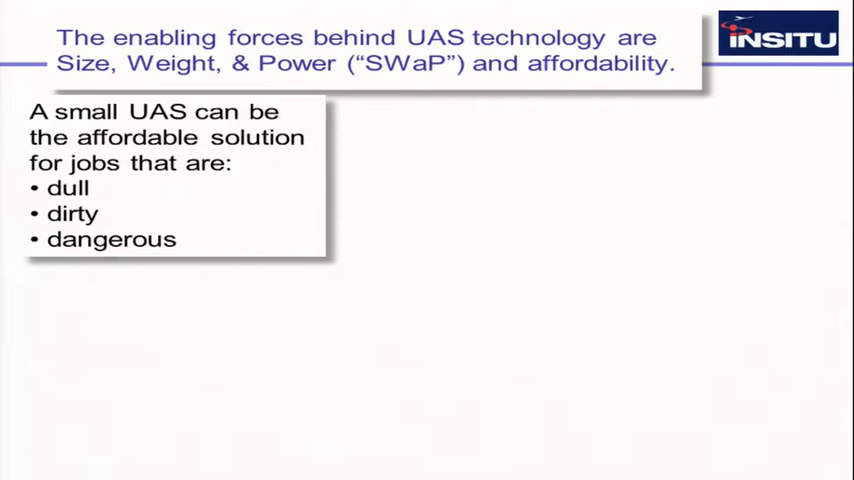 The enabling forces behind UAS technology are
Size, Weight, & Power (“SWaP”) and affordability.
INSITU
A small UAS can be
the affordable solution
for jobs that are:
• dull
• dirty
• dangerous